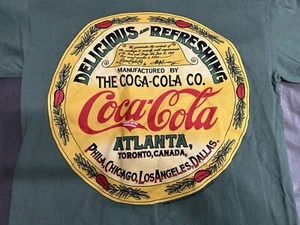 DELICIOUS AND REFRESHING
MANUFACTURED BY
THE COCA-COLA CO.
Coca-Cola
ATLANTA,
TORONTO, CANADA,
PHILA, CHICAGO, LOS ANGELES, DALLAS.